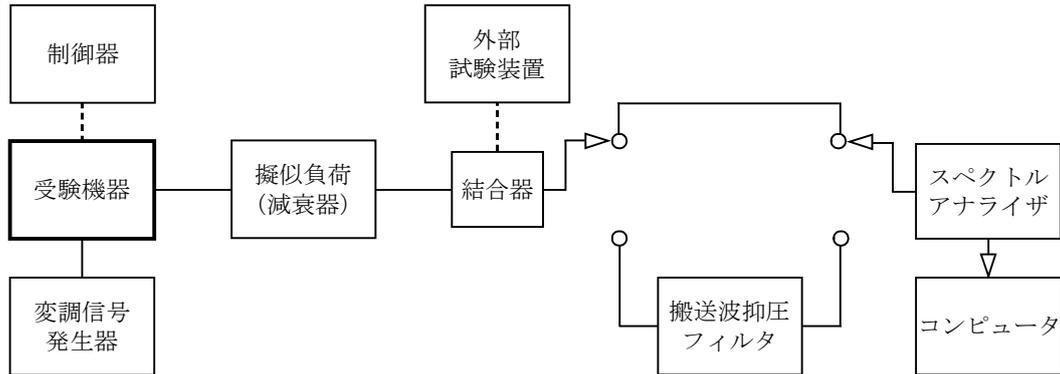 制御器
外部
試験装置
受験機器
擬似負荷
（減衰器）
結合器
スペクトル
アナライザ
変調信号
発生器
搬送波抑圧
フィルタ
コンピュータ